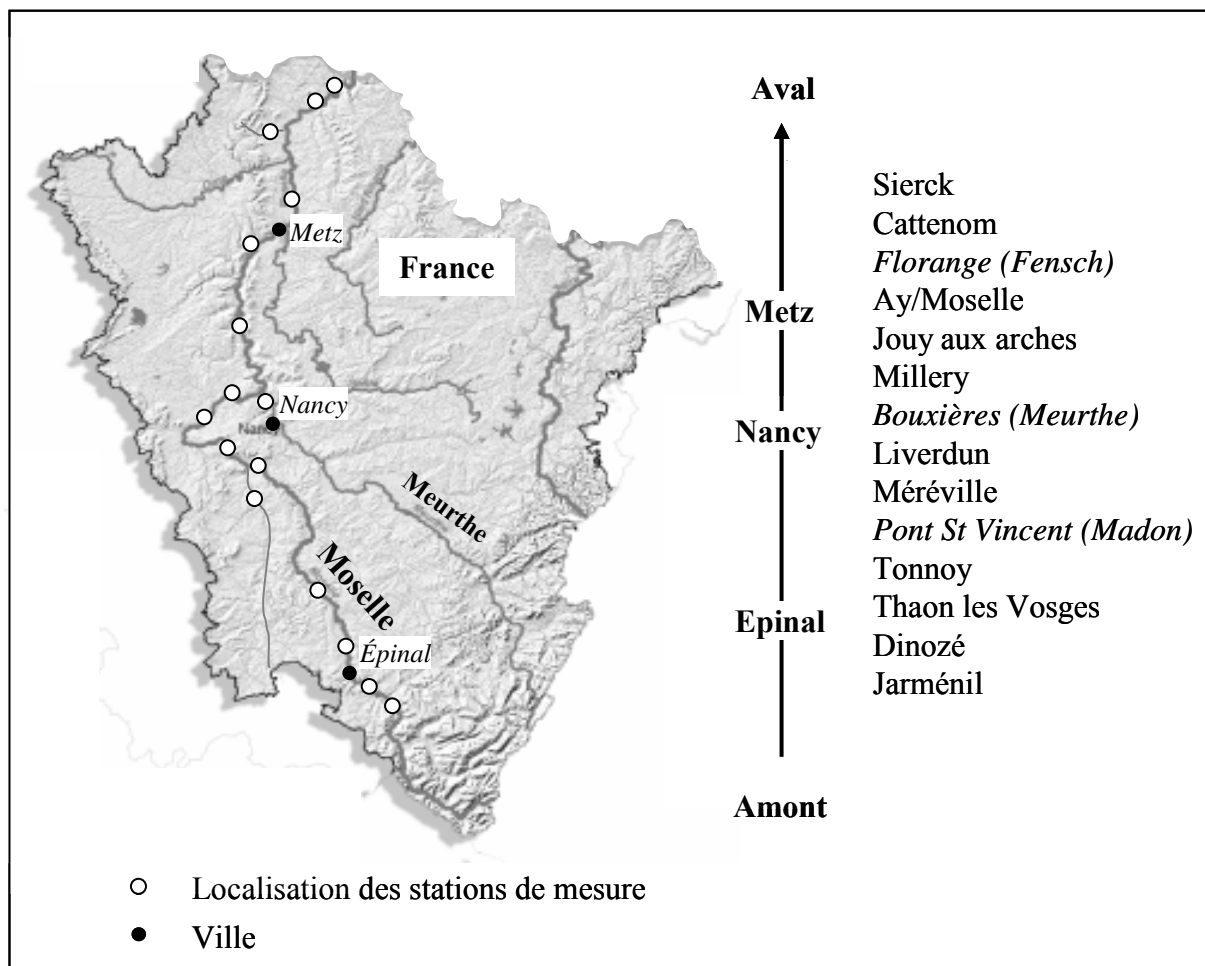 Aval
Sierck
Cattenom
Florange (Fensch)
Ay/Moselle
Jouy aux arches
Millery
Bouxières (Meurthe)
Liverdun
Méréville
Pont St Vincent (Madon)
Tonnoy
Thaon les Vosges
Dinozé
Jarménil
Metz
Nancy
Epinal
Amont
Metz
France
Nancy
Nancy
Meurthe
Moselle
Épinal
Localisation des stations de mesure
Ville